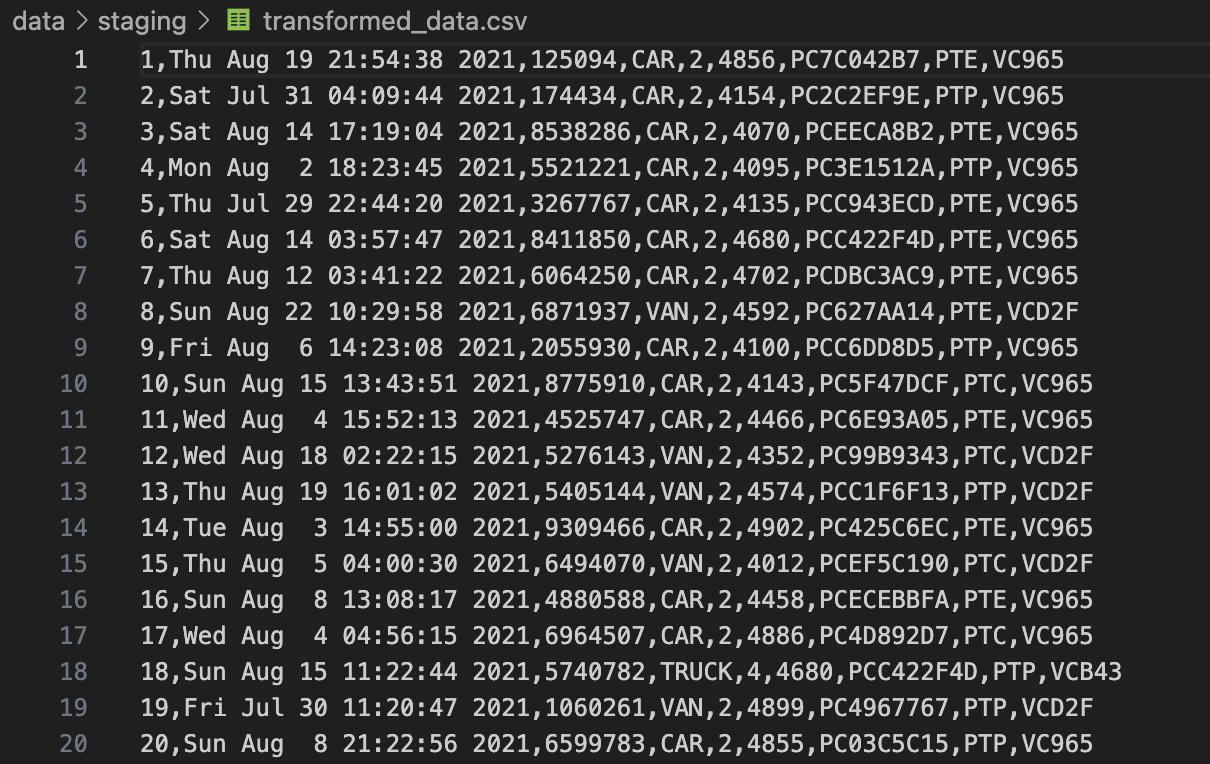 data > staging > transformed_data.csv
1 1,Thu Aug 19 21:54:38 2021,125094,CAR,2,4856,PC7C042B7,PTE,VC965
2 2,Sat Jul 31 04:09:44 2021,174434,CAR,2,4154,PC2C2EF9E,PTP,VC965
3 3,Sat Aug 14 17:19:04 2021,8538286,CAR,2,4070,PCEECA8B2,PTE,VC965
4 4,Mon Aug  2 18:23:45 2021,5521221,CAR,2,4095,PC3E1512A,PTP,VC965
5 5,Thu Jul 29 22:44:20 2021,3267767,CAR,2,4135,PCC943ECD,PTE,VC965
6 6,Sat Aug 14 03:57:47 2021,8411850,CAR,2,4680,PCC422F4D,PTE,VC965
7 7,Thu Aug 12 03:41:22 2021,6064250,CAR,2,4702,PCDBC3AC9,PTE,VC965
8 8,Sun Aug 22 10:29:58 2021,6871937,VAN,2,4592,PC627AA14,PTE,VCD2F
9 9,Fri Aug  6 14:23:08 2021,2055930,CAR,2,4100,PCC6DD8D5,PTP,VC965
10 10,Sun Aug 15 13:43:51 2021,8775910,CAR,2,4143,PC5F47DCF,PTC,VC965
11 11,Wed Aug  4 15:52:13 2021,4525747,CAR,2,4466,PC6E93A05,PTE,VC965
12 12,Wed Aug 18 02:22:15 2021,5276143,VAN,2,4352,PC99B9343,PTC,VCD2F
13 13,Thu Aug 19 16:01:02 2021,5405144,VAN,2,4574,PCC1F6F13,PTP,VCD2F
14 14,Tue Aug  3 14:55:00 2021,9309466,CAR,2,4902,PC425C6EC,PTE,VC965
15 15,Thu Aug  5 04:00:30 2021,6494070,VAN,2,4012,PCEF5C190,PTC,VCD2F
16 16,Sun Aug  8 13:08:17 2021,4880588,CAR,2,4458,PCECEBBFA,PTE,VC965
17 17,Wed Aug  4 04:56:15 2021,6964507,CAR,2,4886,PC4D892D7,PTC,VC965
18 18,Sun Aug 15 11:22:44 2021,5740782,TRUCK,4,4680,PCC422F4D,PTP,VCB43
19 19,Fri Jul 30 11:20:47 2021,1060261,VAN,2,4899,PC4967767,PTP,VCD2F
20 20,Sun Aug  8 21:22:56 2021,6599783,CAR,2,4855,PC03C5C15,PTP,VC965